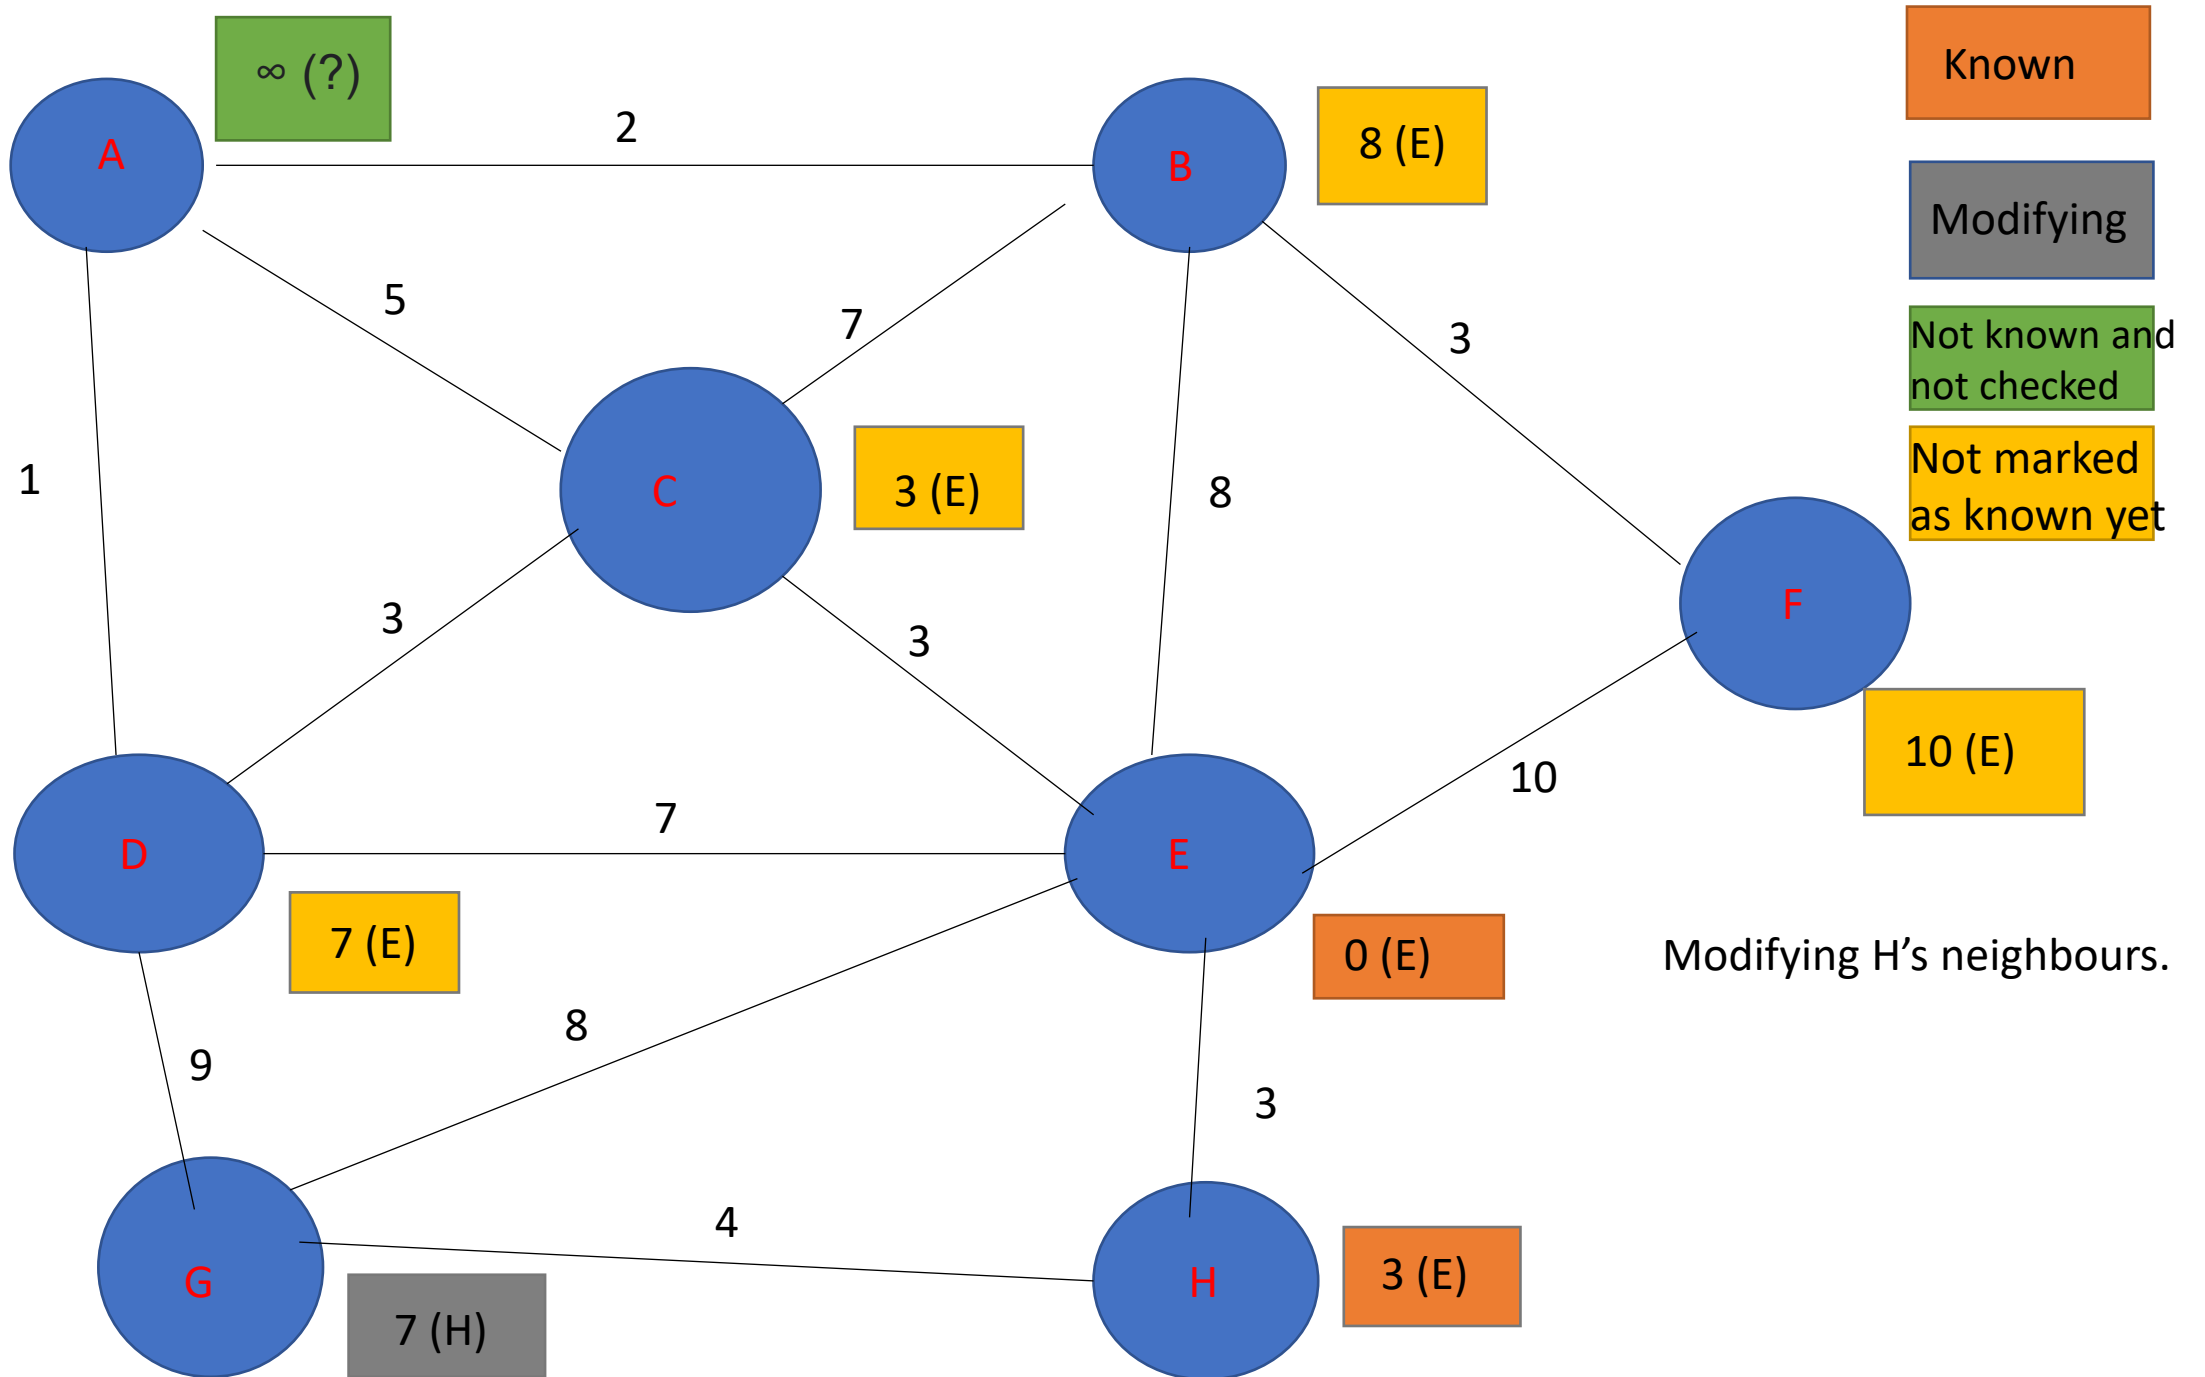 ∞ (?)
Known
A
2
B
8 (E)
Modifying
5
7
3
Not known and
not checked
1
C
3 (E)
8
Not marked
as known yet
3
3
F
7
10
10 (E)
D
E
7 (E)
0 (E)
Modifying H’s neighbours.
8
9
3
4
G
H
3 (E)
7 (H)